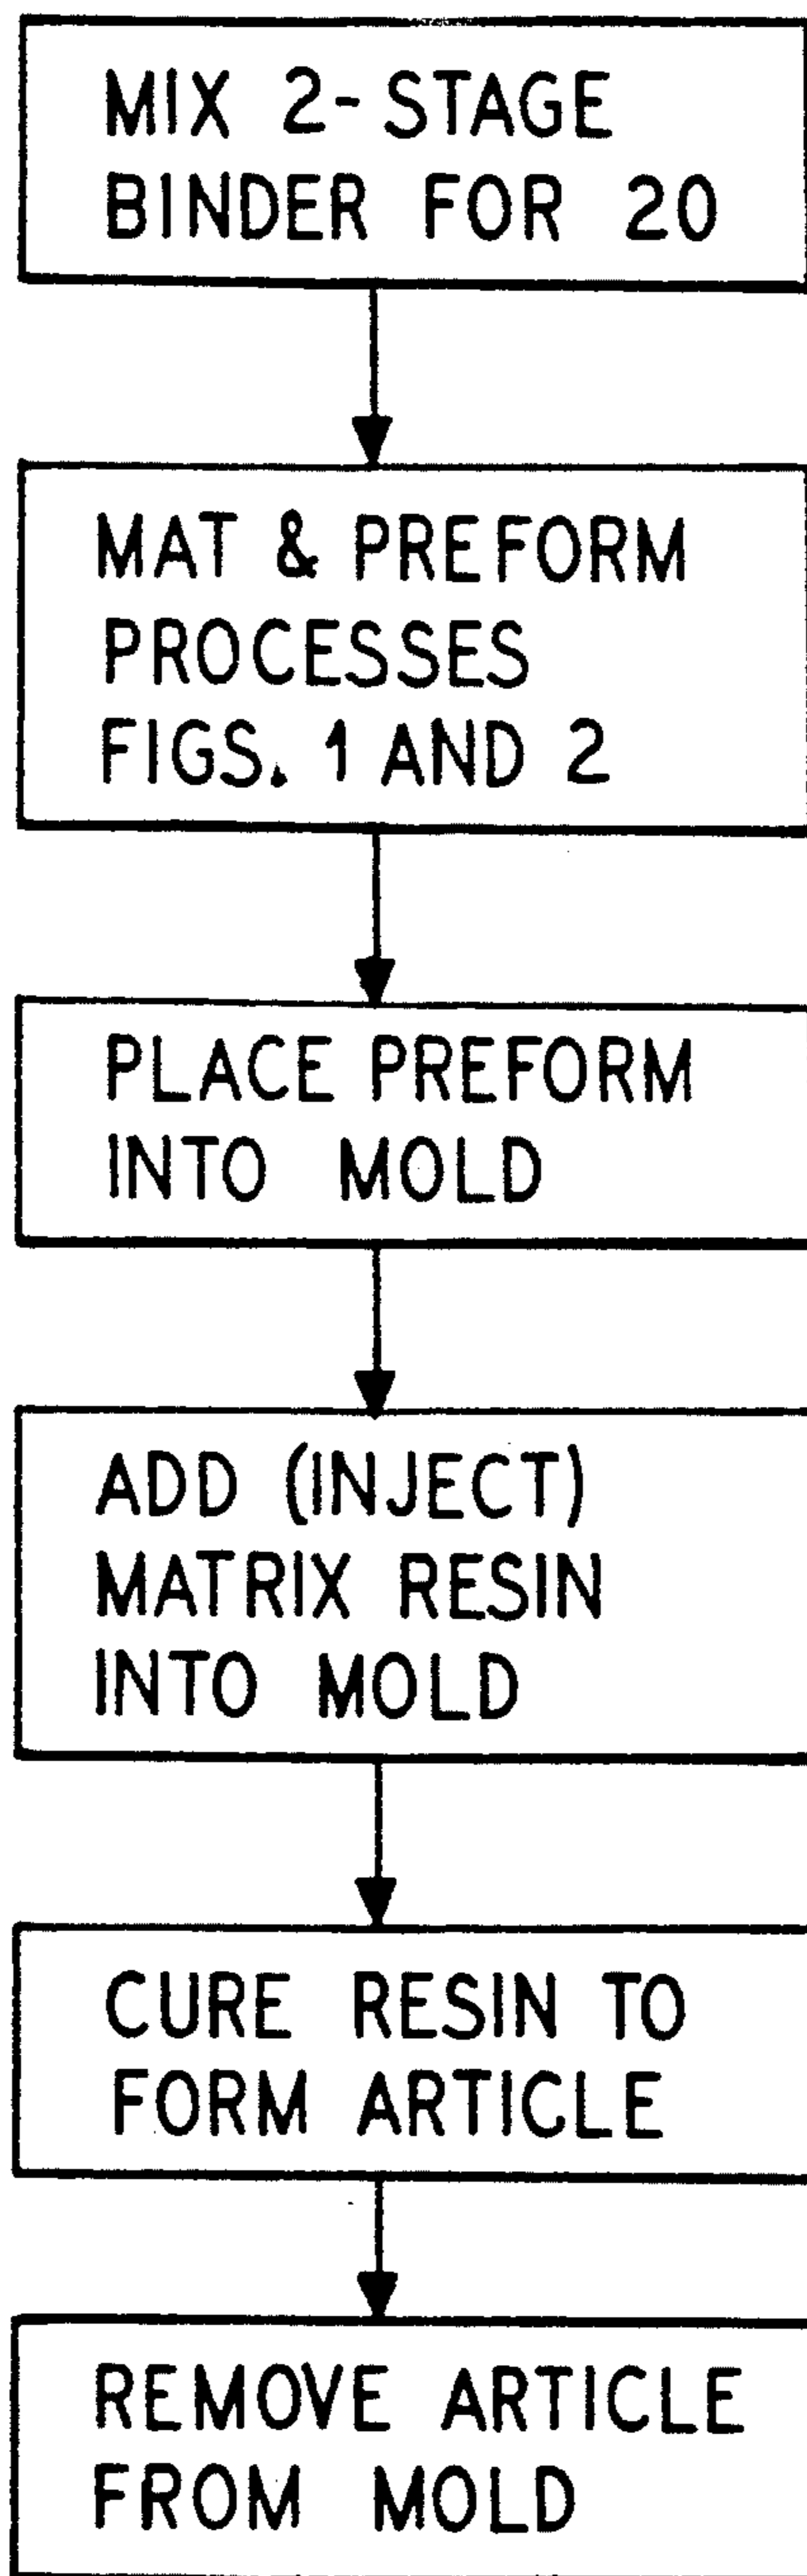 MIX 2-STAGE
BINDER FOR 20
MAT & PREFORM
PROCESSES
FIGS. 1 AND 2
PLACE PREFORM
INTO MOLD
ADD (INJECT)
MATRIX RESIN
INTO MOLD
CURE RESIN TO
FORM ARTICLE
REMOVE ARTICLE
FROM MOLD